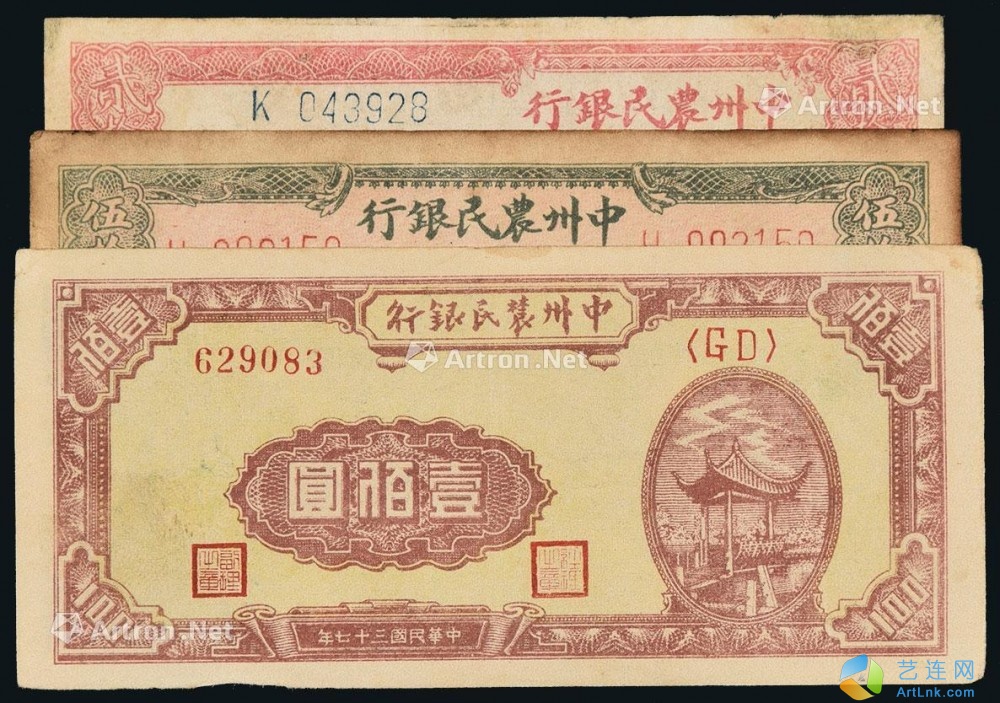 貳 貳
K 043928
中州農民銀行
Artron.Net
伍 伍
中州農民銀行
中州農民銀行
壹佰 壹佰
629083
Artron.Net
〈GD〉
壹佰圓
100 100
中華民國三十七年
Artron.Net
Artron.Net
艺连网
ArtLnk.com